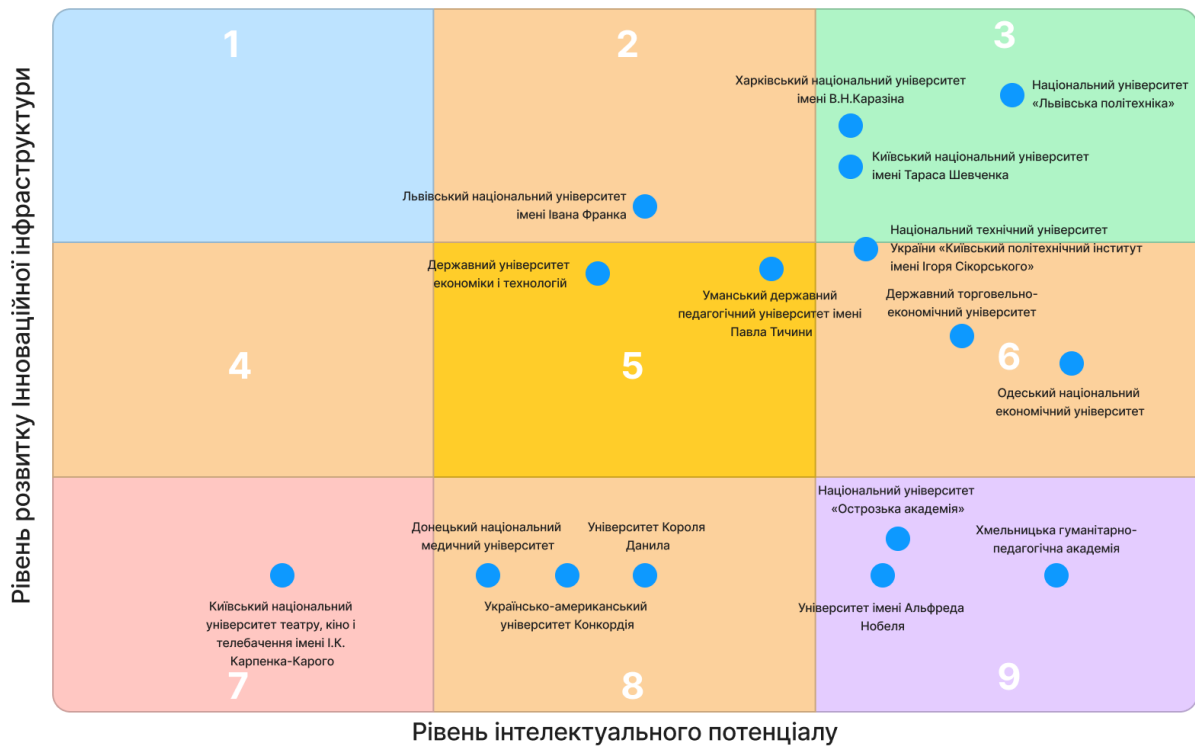 Рівень розвитку Інноваційної інфраструктури
1
2
3
Харківський національний університет
імені В.Н.Каразіна
Національний університет
«Львівська політехніка»
Київський національний університет
імені Тараса Шевченка
Львівський національний університет
імені Івана Франка
Національний технічний університет
України «Київський політехнічний інститут
імені Ігоря Сікорського»
Державний університет
економіки і технологій
Уманський державний
педагогічний університет імені
Павла Тичини
Державний торговельно-
економічний університет
4
5
6
Одеський національний
економічний університет
Національний університет
«Острозька академія»
Донецький національний
медичний університет
Університет Короля
Данила
Хмельницька гуманітарно-
педагогічна академія
Київський національний
університет театру, кіно і
телебачення імені І.К.
Карпенка-Карого
Українсько-американський
університет Конкордія
Університет імені Альфреда
Нобеля
7
8
9
Рівень інтелектуального потенціалу